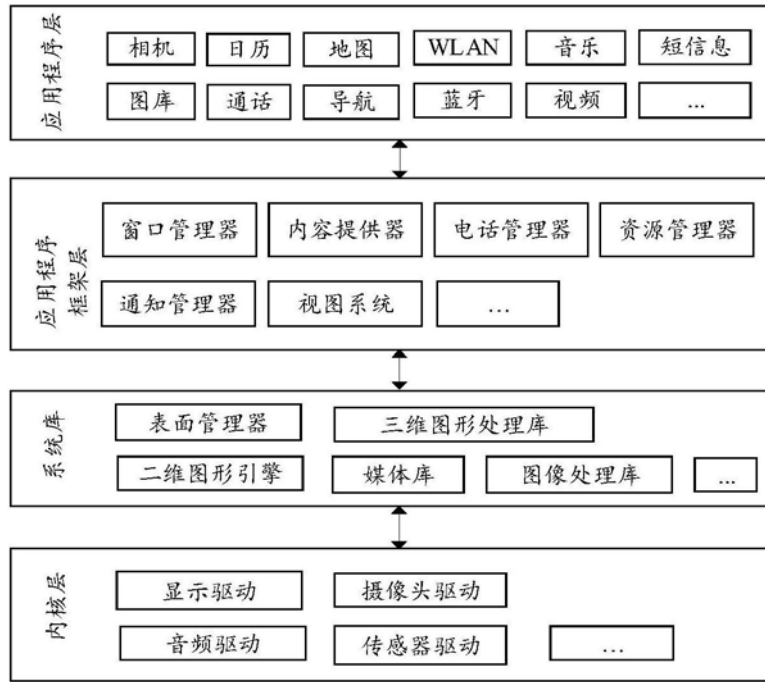 应用程序层
相机 日历 地图 WLAN 音乐 短信息
图库 通话 导航 蓝牙 视频 ...
应用程序
框架层
窗口管理器 内容提供器 电话管理器 资源管理器
通知管理器 视图系统 ...
系统库
表面管理器 三维图形处理库
二维图形引擎 媒体库 图像处理库 ...
内核层
显示驱动 摄像头驱动
音频驱动 传感器驱动 ...